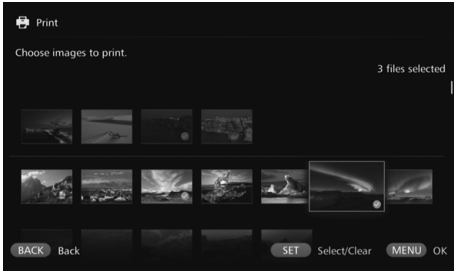 Print
Choose images to print.
3 files selected
BACK Back SET Select/Clear MENU OK